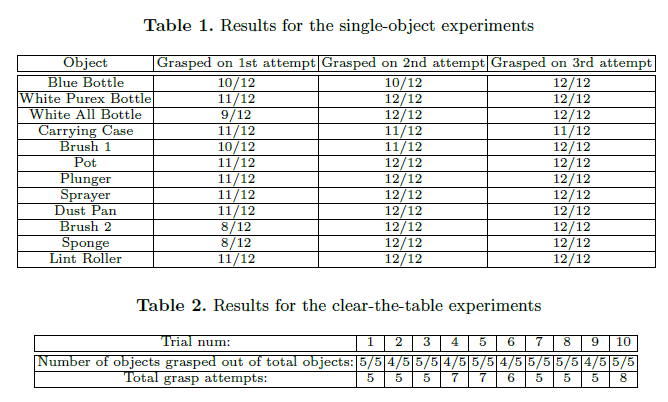 Table 1. Results for the single-object experiments
Object Grasped on 1st attempt Grasped on 2nd attempt Grasped on 3rd attempt
Blue Bottle 10/12 10/12 12/12
White Purex Bottle 11/12 12/12 12/12
White All Bottle 9/12 12/12 12/12
Carrying Case 11/12 11/12 11/12
Brush 1 10/12 11/12 12/12
Pot 11/12 12/12 12/12
Plunger 11/12 12/12 12/12
Sprayer 11/12 12/12 12/12
Dust Pan 11/12 12/12 12/12
Brush 2 8/12 12/12 12/12
Sponge 8/12 12/12 12/12
Lint Roller 11/12 12/12 12/12
Table 2. Results for the clear-the-table experiments
Trial num: 1 2 3 4 5 6 7 8 9 10
Number of objects grasped out of total objects: 5/5 4/5 5/5 4/5 5/5 4/5 5/5 5/5 4/5 5/5
Total grasp attempts: 5 5 5 7 7 6 5 5 5 8